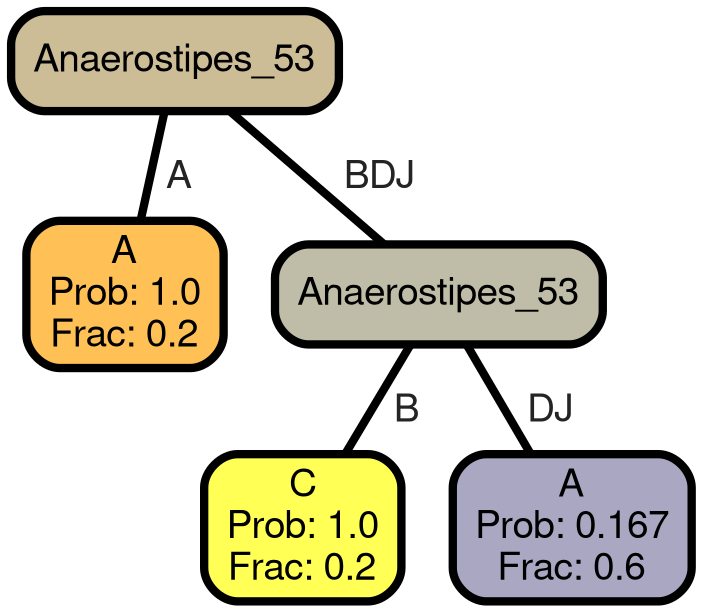 Anaerostipes_53
A
BDJ
A
Prob: 1.0
Frac: 0.2
Anaerostipes_53
B
DJ
C
Prob: 1.0
Frac: 0.2
A
Prob: 0.167
Frac: 0.6